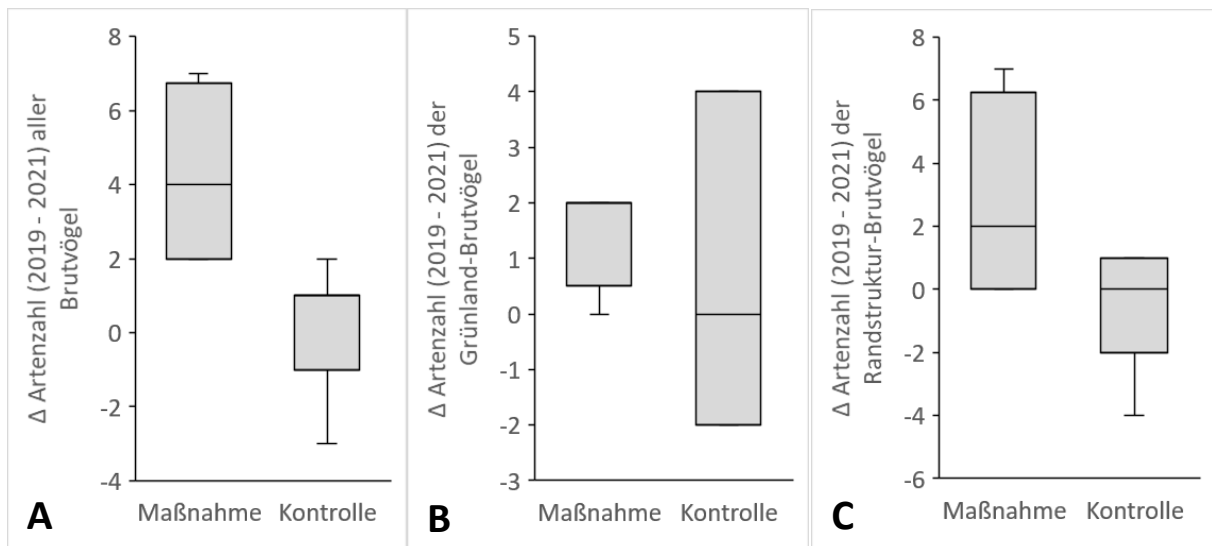 Δ Artenzahl (2019 - 2021) aller
Brutvögel
8
6
4
2
0
-2
-4
Maßnahme Kontrolle
A
Δ Artenzahl (2019 - 2021) der
Grünland-Brutvögel
5
4
3
2
1
0
-1
-2
-3
Maßnahme Kontrolle
B
Δ Artenzahl (2019 - 2021) der
Randstruktur-Brutvögel
8
6
4
2
0
-2
-4
-6
Maßnahme Kontrolle
C